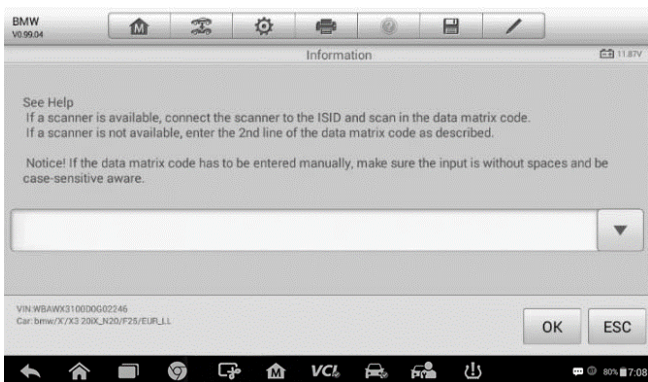 BMW
V0.99.04
Information
11.87V
See Help
If a scanner is available, connect the scanner to the ISID and scan in the data matrix code.
If a scanner is not available, enter the 2nd line of the data matrix code as described.
Notice! If the data matrix code has to be entered manually, make sure the input is without spaces and be
case-sensitive aware.
VIN:WBAWX3100D0G02246
Car: bmw/X'/X3 20iX_N20/F25/EUR_LL
OK
ESC
VCI
80%
7:08